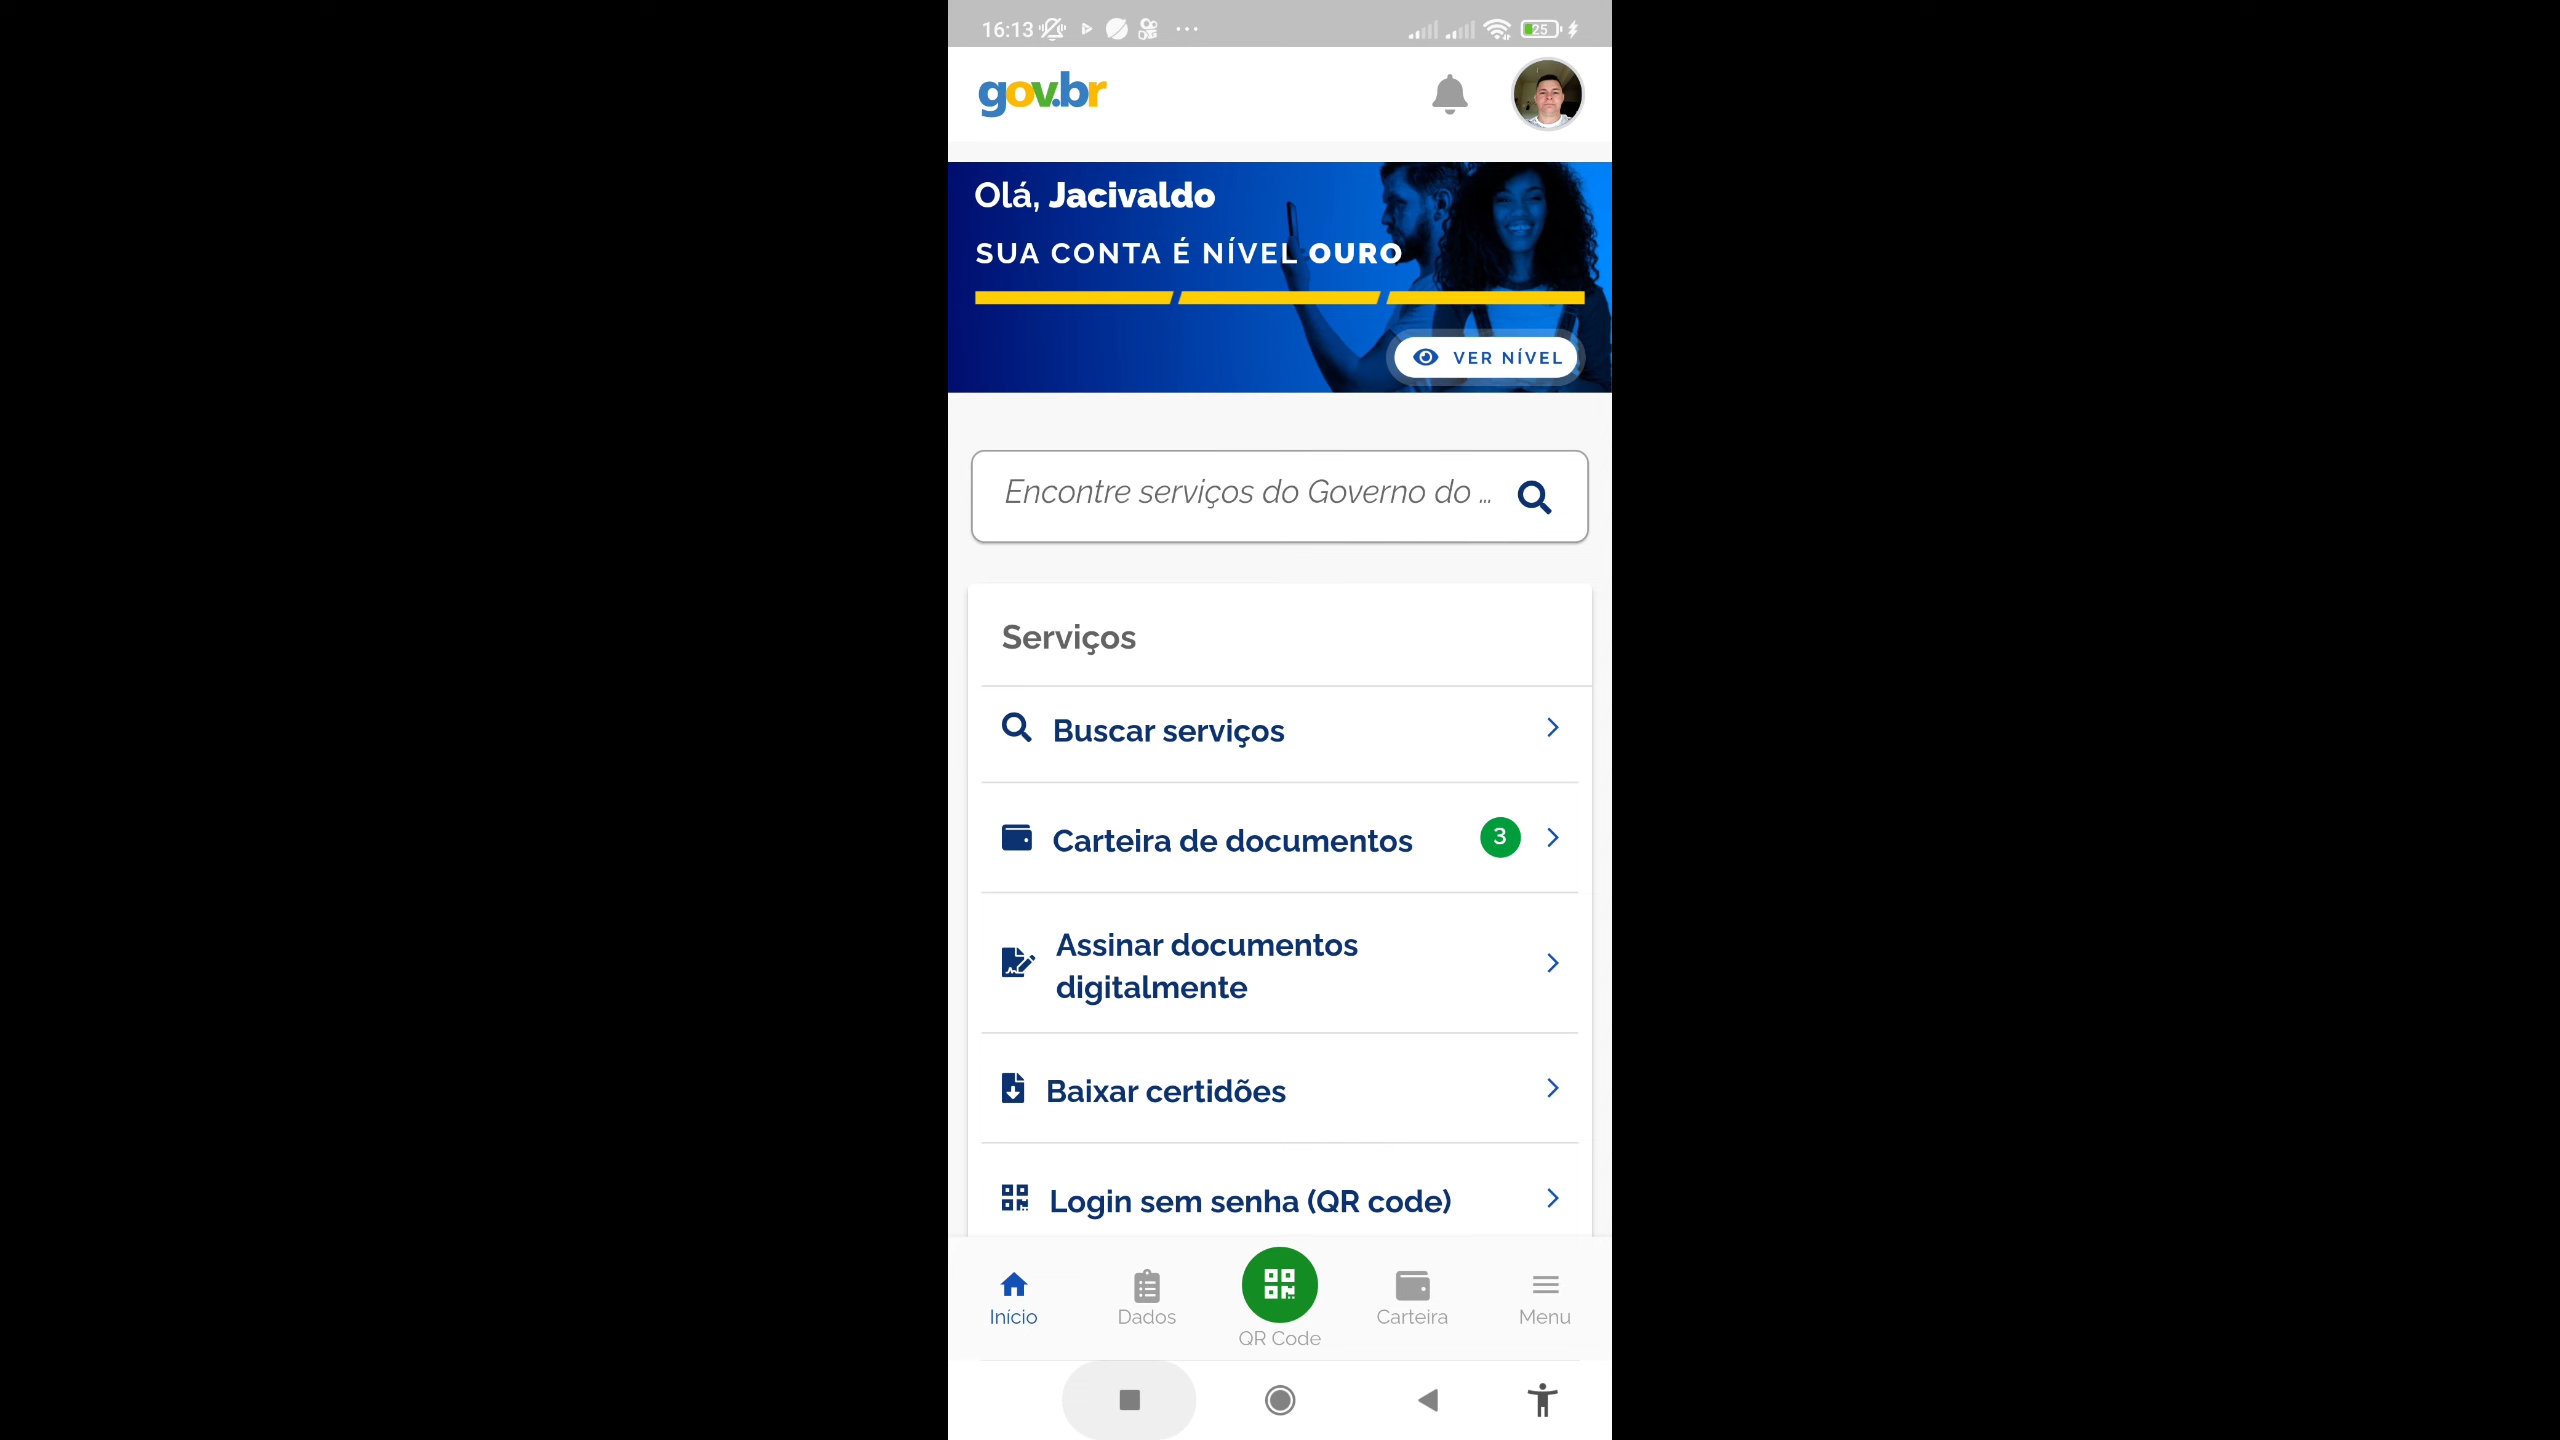 16:13
25
gov.br
Olá, Jacivaldo
SUA CONTA É NÍVEL OURO
VER NÍVEL
Encontre serviços do Governo do ...
Serviços
Buscar serviços
Carteira de documentos 3
Assinar documentos
digitalmente
Baixar certidões
Login sem senha (QR code)
Início
Dados
QR Code
Carteira
Menu